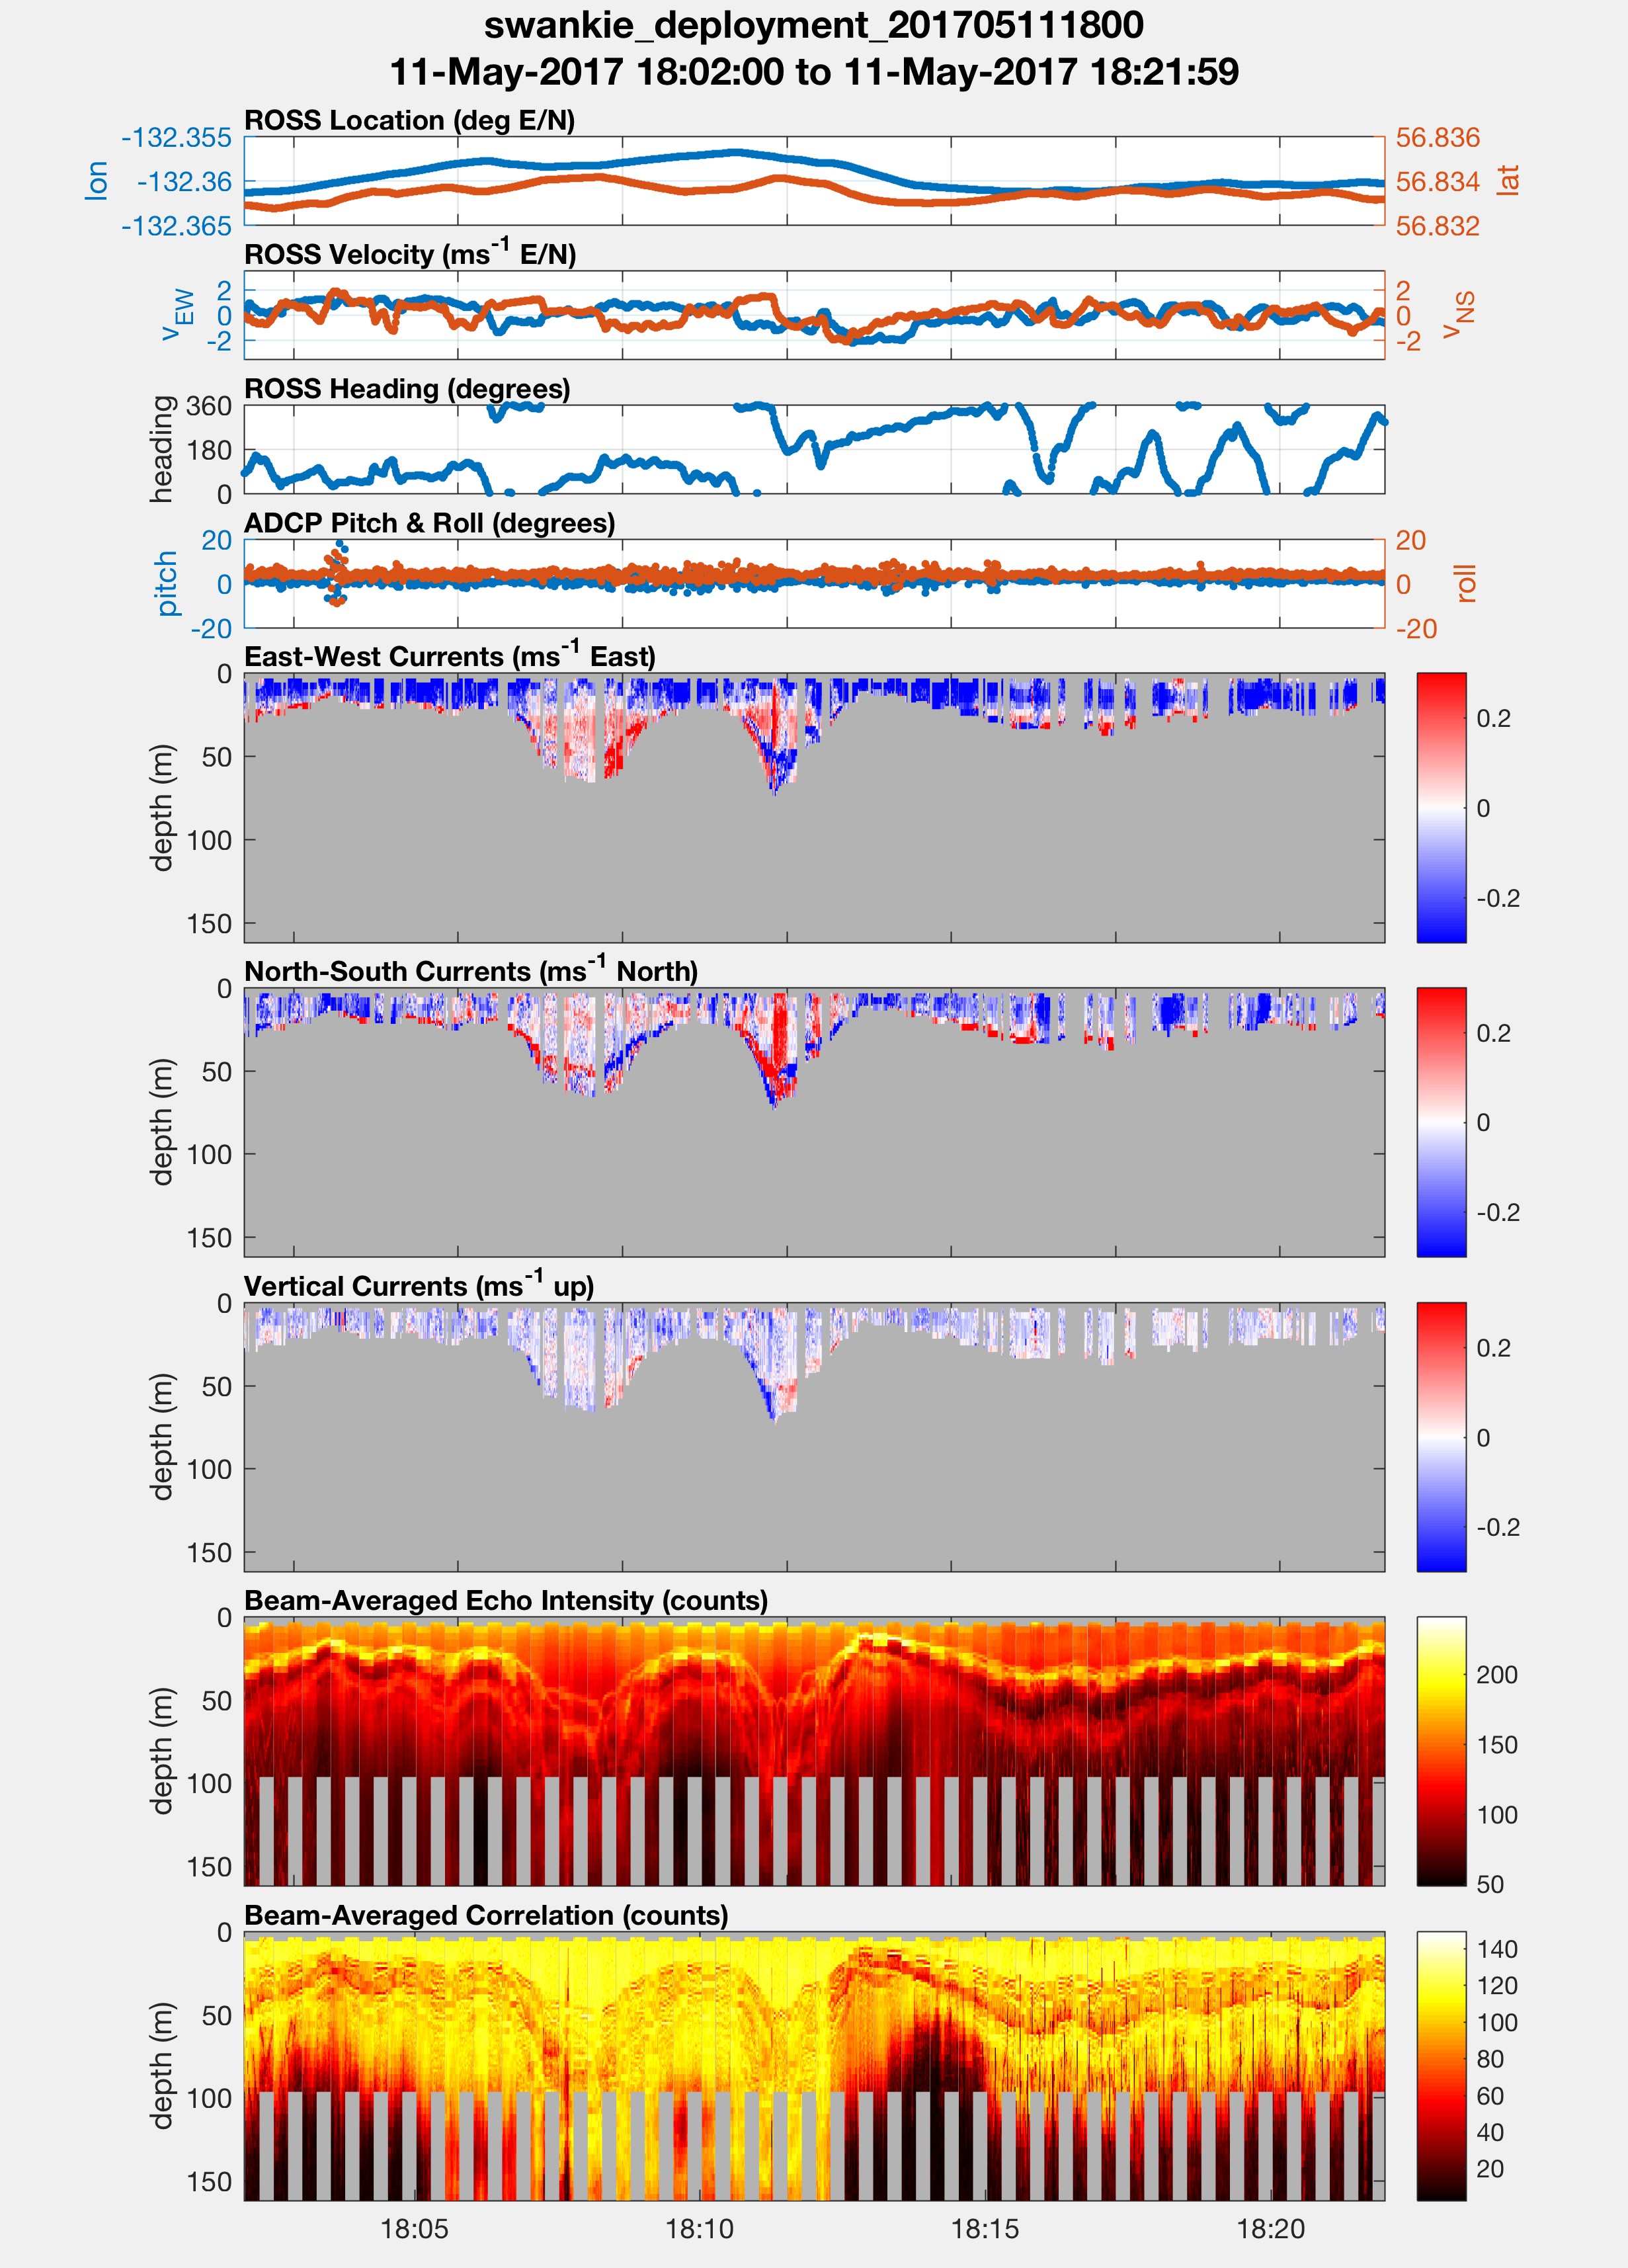 swankie_deployment_201705111800
11-May-2017 18:02:00 to 11-May-2017 18:21:59
ROSS Location (deg E/N)
-132.355
-132.36
-132.365
lon
56.836
56.834
56.832
lat
ROSS Velocity (ms-1 E/N)
2
0
-2
vEW
2
0
-2
vNS
ROSS Heading (degrees)
360
180
0
heading
ADCP Pitch & Roll (degrees)
20
0
-20
pitch
20
0
-20
roll
East-West Currents (ms-1 East)
0
50
100
150
depth (m)
0.2
0
-0.2
North-South Currents (ms-1 North)
0
50
100
150
depth (m)
0.2
0
-0.2
Vertical Currents (ms-1 up)
0
50
100
150
depth (m)
0.2
0
-0.2
Beam-Averaged Echo Intensity (counts)
0
50
100
150
depth (m)
200
150
100
50
Beam-Averaged Correlation (counts)
0
50
100
150
depth (m)
140
120
100
80
60
40
20
18:05 18:10 18:15 18:20